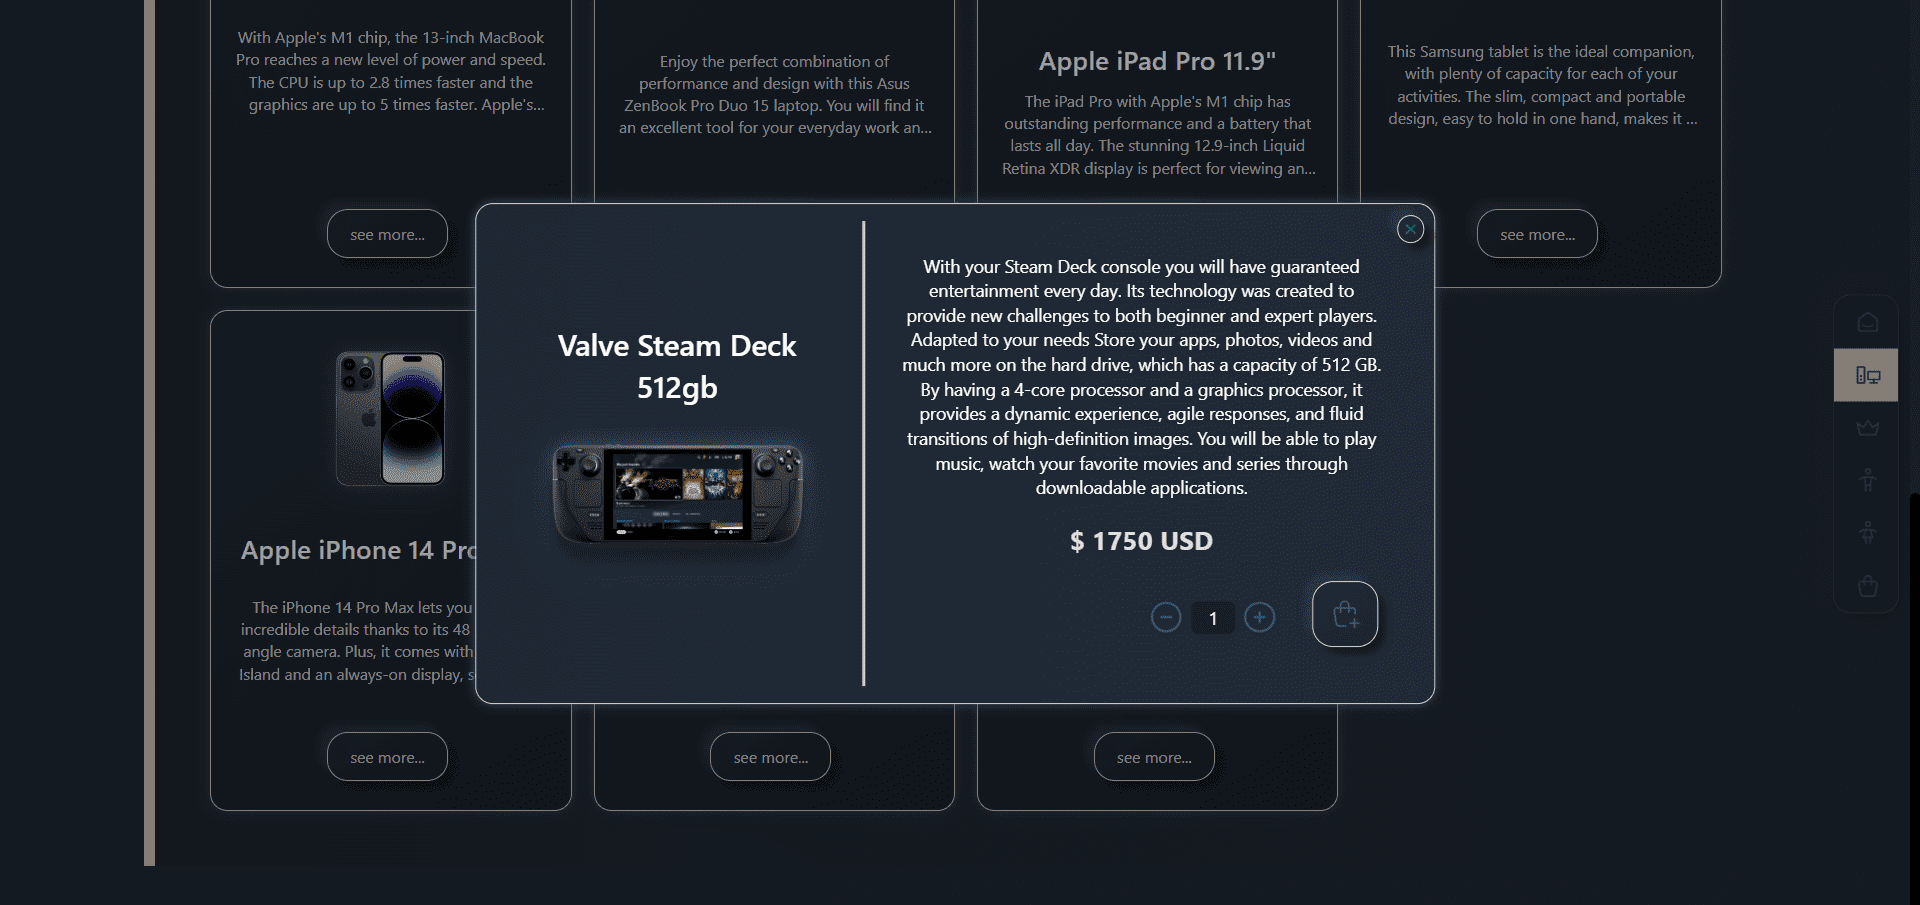 With Apple's M1 chip, the 13-inch MacBook
Pro reaches a new level of power and speed.
The CPU is up to 2.8 times faster and the
graphics are up to 5 times faster. Apple's...
see more...
Enjoy the perfect combination of
performance and design with this Asus
ZenBook Pro Duo 15 laptop. You will find it
an excellent tool for your everyday work an...
Apple iPad Pro 11.9"
The iPad Pro with Apple's M1 chip has
outstanding performance and a battery that
lasts all day. The stunning 12.9-inch Liquid
Retina XDR display is perfect for viewing an...
This Samsung tablet is the ideal companion,
with plenty of capacity for each of your
activities. The slim, compact and portable
design, easy to hold in one hand, makes it ...
see more...
Valve Steam Deck
512gb
With your Steam Deck console you will have guaranteed
entertainment every day. Its technology was created to
provide new challenges to both beginner and expert players.
Adapted to your needs Store your apps, photos, videos and
much more on the hard drive, which has a capacity of 512 GB.
By having a 4-core processor and a graphics processor, it
provides a dynamic experience, agile responses, and fluid
transitions of high-definition images. You will be able to play
music, watch your favorite movies and series through
downloadable applications.
$ 1750 USD
1
Apple iPhone 14 Pro
The iPhone 14 Pro Max lets you
incredible details thanks to its 48
angle camera. Plus, it comes with
Island and an always-on display, s
see more...
see more...
see more...